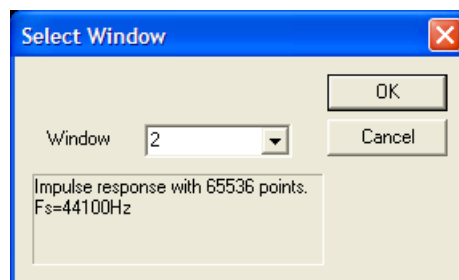 Select Window
OK
Window 2
Cancel
Impulse response with 65536 points.
Fs=44100Hz